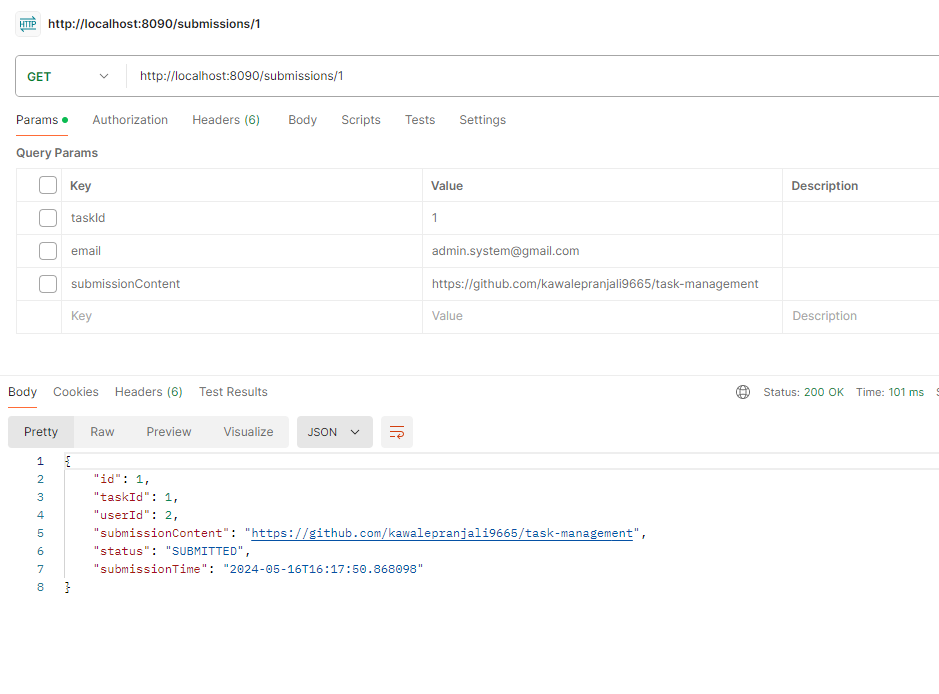 HTTP http://localhost:8090/submissions/1
GET http://localhost:8090/submissions/1
Params Authorization Headers (6) Body Scripts Tests Settings
Query Params
Key Value Description
taskId 1
email admin.system@gmail.com
submissionContent https://github.com/kawalepranjali9665/task-management
Key Value Description
Body Cookies Headers (6) Test Results Status: 200 OK Time: 101 ms
Pretty Raw Preview Visualize JSON
1 {
2 "id": 1,
3 "taskId": 1,
4 "userId": 2,
5 "submissionContent": "https://github.com/kawalepranjali9665/task-management",
6 "status": "SUBMITTED",
7 "submissionTime": "2024-05-16T16:17:50.868098"
8 }